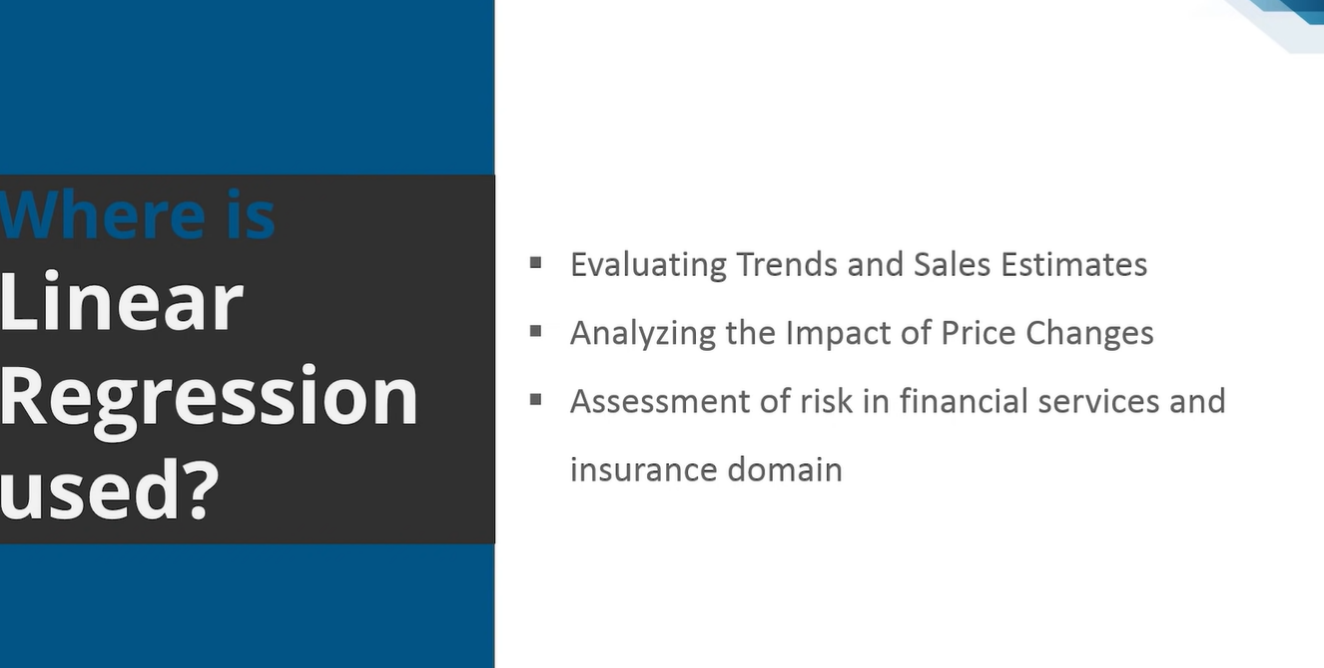 Where is
Linear
Regression
used?
▪ Evaluating Trends and Sales Estimates
▪ Analyzing the Impact of Price Changes
▪ Assessment of risk in financial services and
insurance domain